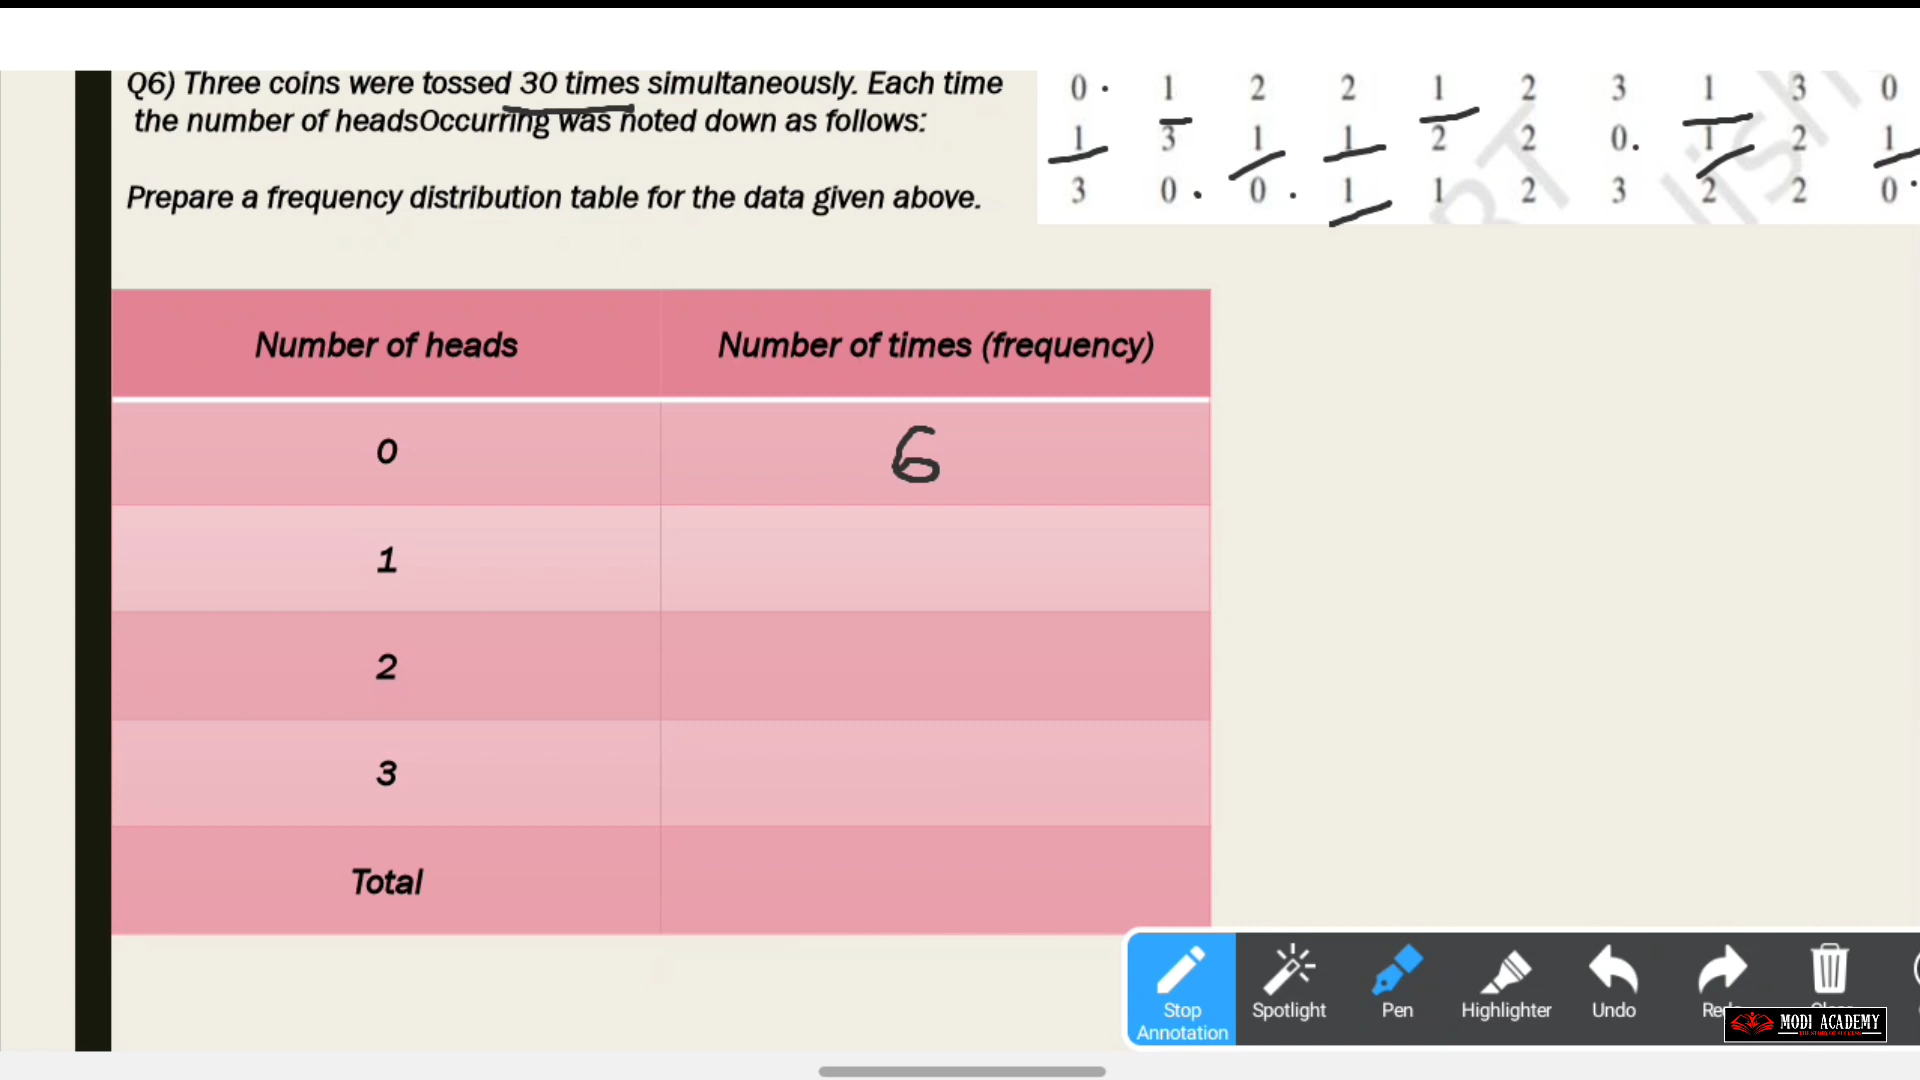 Q6) Three coins were tossed 30 times simultaneously. Each time
the number of headsOccurring was noted down as follows:
Prepare a frequency distribution table for the data given above.
0 1 2 2 1 2 3 1 3 0
1 3 1 1 2 2 0 1 2 1
3 0 0 1 1 2 3 2 2 0
Number of heads Number of times (frequency)
0 6
1
2
3
Total
Stop Annotation Spotlight Pen Highlighter Undo
MODI ACADEMY